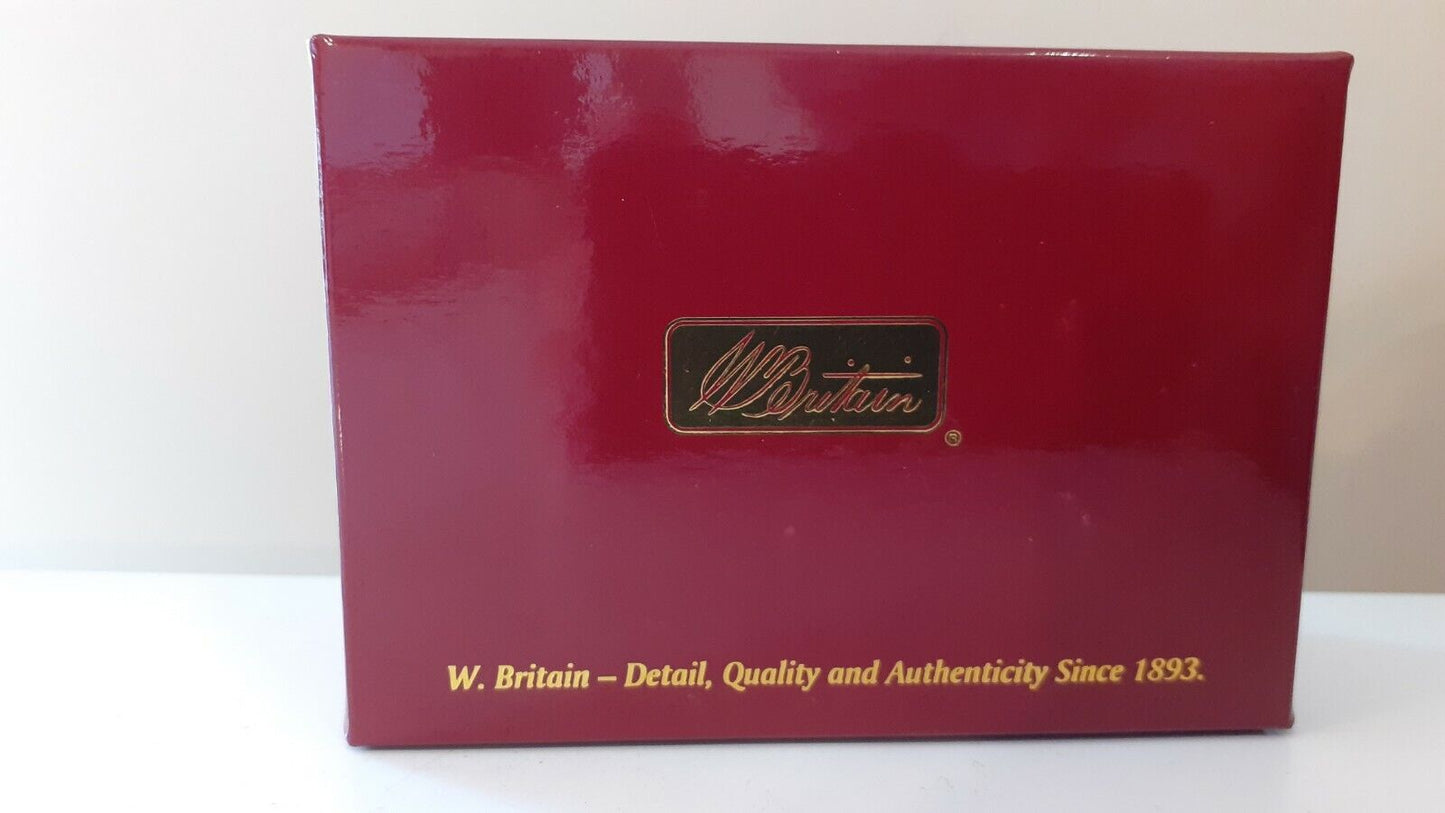 W Britain
®
W. Britain – Detail, Quality and Authenticity Since 1893.